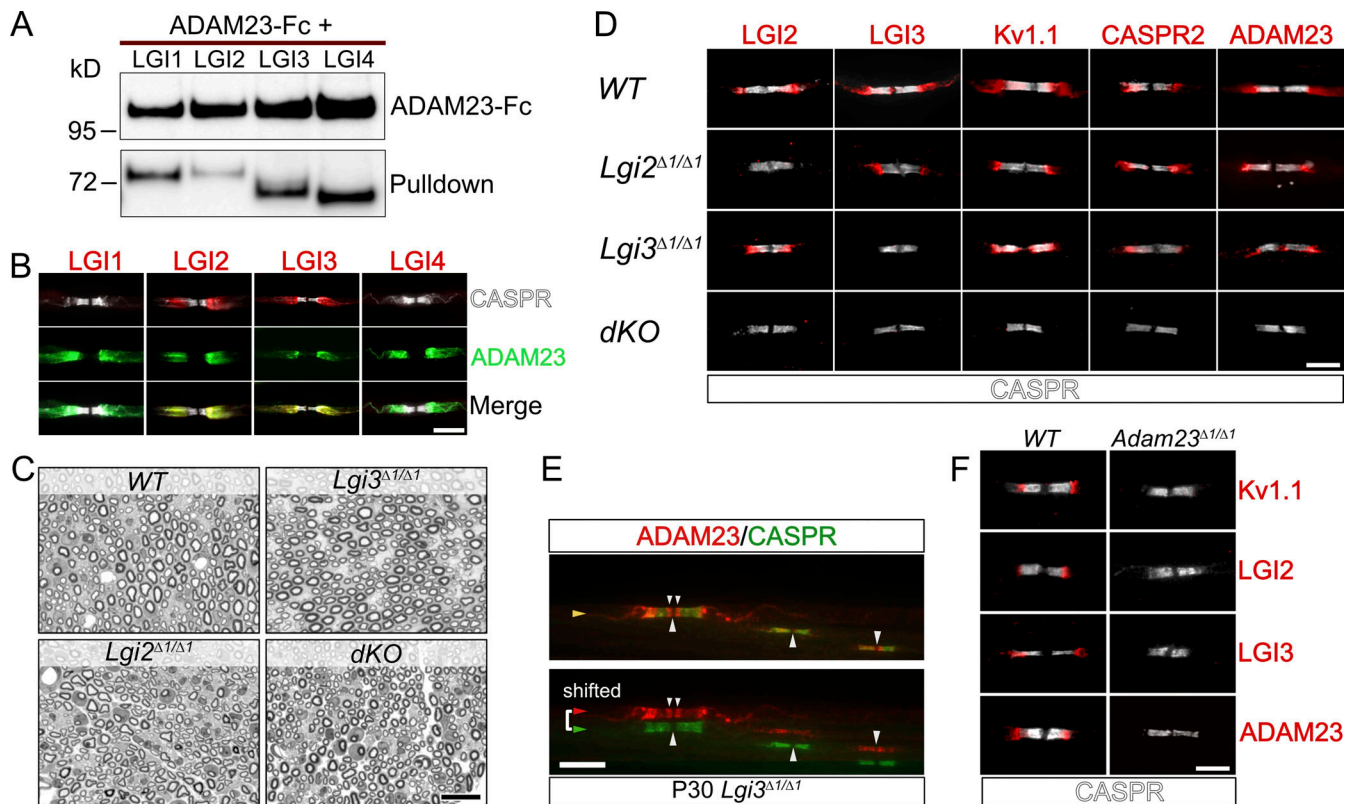 A
ADAM23-Fc +
LGI1 LGI2 LGI3 LGI4
kD
95
ADAM23-Fc
72
Pulldown
B
LGI1 LGI2 LGI3 LGI4
CASPR
ADAM23
Merge
C
WT
Lgi3Δ1/Δ1
Lgi2Δ1/Δ1
dKO
D
LGI2 LGI3 Kv1.1 CASPR2 ADAM23
WT
Lgi2Δ1/Δ1
Lgi3Δ1/Δ1
dKO
CASPR
E
ADAM23/CASPR
shifted
P30 Lgi3Δ1/Δ1
F
WT Adam23Δ1/Δ1
Kv1.1
LGI2
LGI3
ADAM23
CASPR